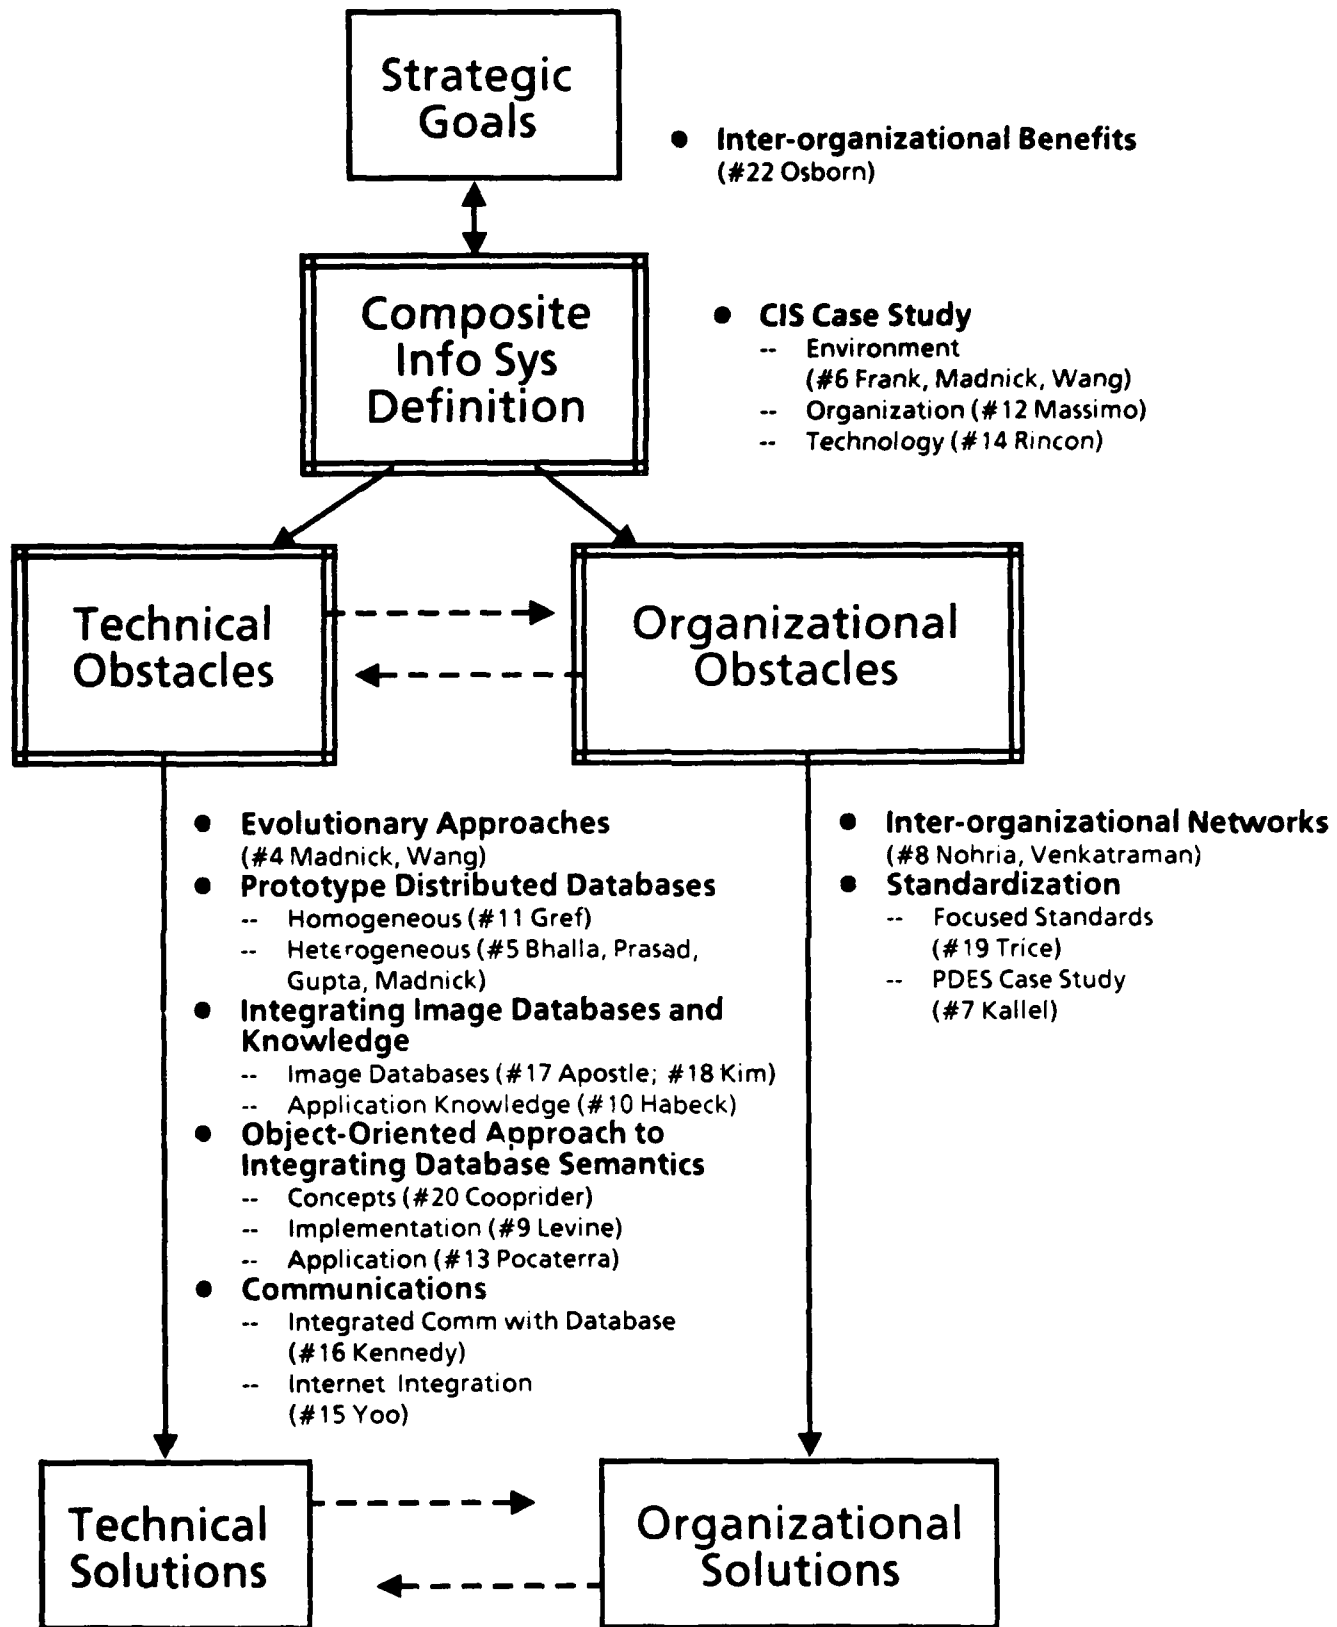 Strategic
Goals
● Inter-organizational Benefits
(#22 Osborn)
Composite
Info Sys
Definition
● CIS Case Study
-- Environment
(#6 Frank, Madnick, Wang)
-- Organization (#12 Massimo)
-- Technology (#14 Rincon)
Technical
Obstacles
Organizational
Obstacles
● Evolutionary Approaches
(#4 Madnick, Wang)
● Prototype Distributed Databases
-- Homogeneous (#11 Gref)
-- Heterogeneous (#5 Bhalla, Prasad,
Gupta, Madnick)
● Integrating Image Databases and
Knowledge
-- Image Databases (#17 Apostle; #18 Kim)
-- Application Knowledge (#10 Habeck)
● Object-Oriented Approach to
Integrating Database Semantics
-- Concepts (#20 Cooprider)
-- Implementation (#9 Levine)
-- Application (#13 Pocaterra)
● Communications
-- Integrated Comm with Database
(#16 Kennedy)
-- Internet Integration
(#15 Yoo)
● Inter-organizational Networks
(#8 Nohria, Venkatraman)
● Standardization
-- Focused Standards
(#19 Trice)
-- PDES Case Study
(#7 Kallel)
Technical
Solutions
Organizational
Solutions